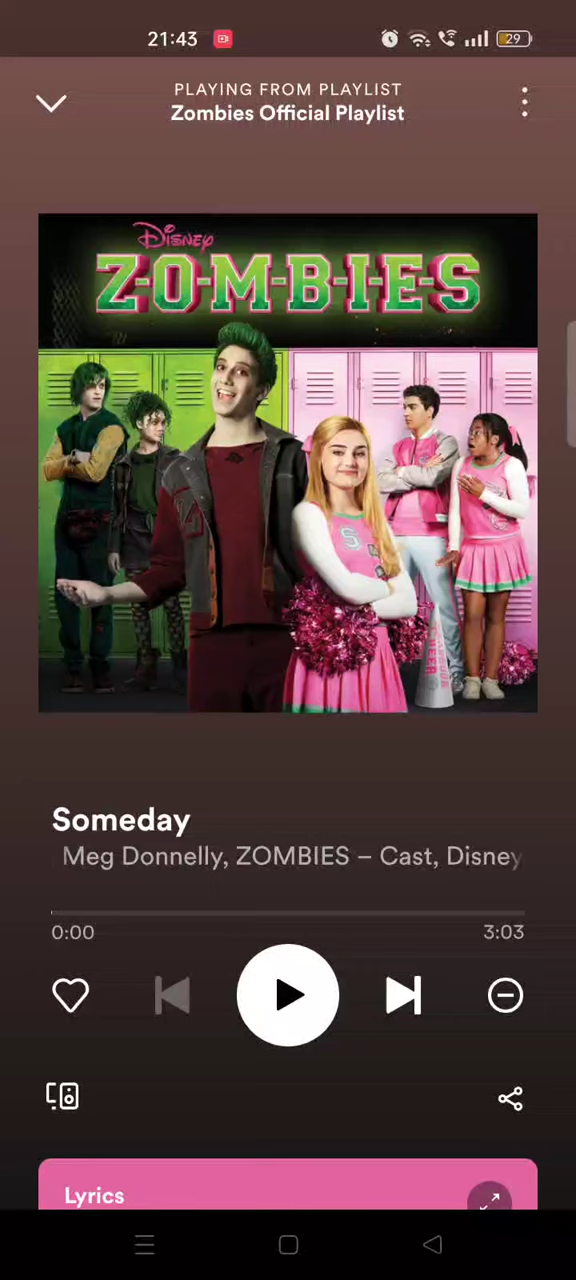 21:43
29
PLAYING FROM PLAYLIST
Zombies Official Playlist
Disney
Z-O-M-B-I-E-S
Someday
Meg Donnelly, ZOMBIES – Cast, Disney
0:00
3:03
Lyrics